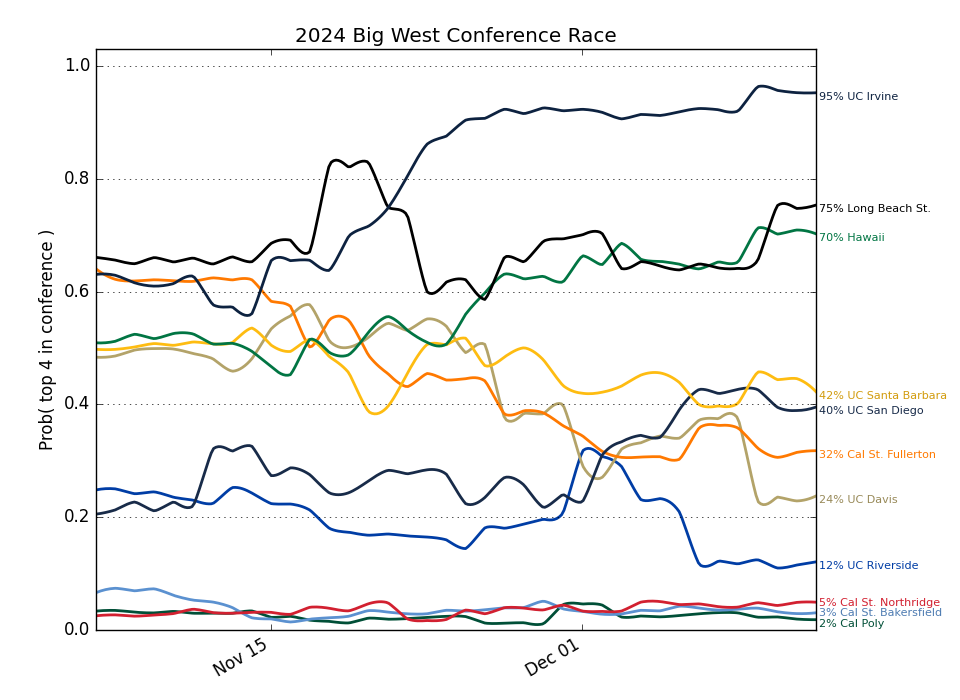 2024 Big West Conference Race
Prob( top 4 in conference )
1.0
0.8
0.6
0.4
0.2
0.0
Nov 15
Dec 01
95% UC Irvine
75% Long Beach St.
70% Hawaii
42% UC Santa Barbara
40% UC San Diego
32% Cal St. Fullerton
24% UC Davis
12% UC Riverside
5% Cal St. Northridge
3% Cal St. Bakersfield
2% Cal Poly